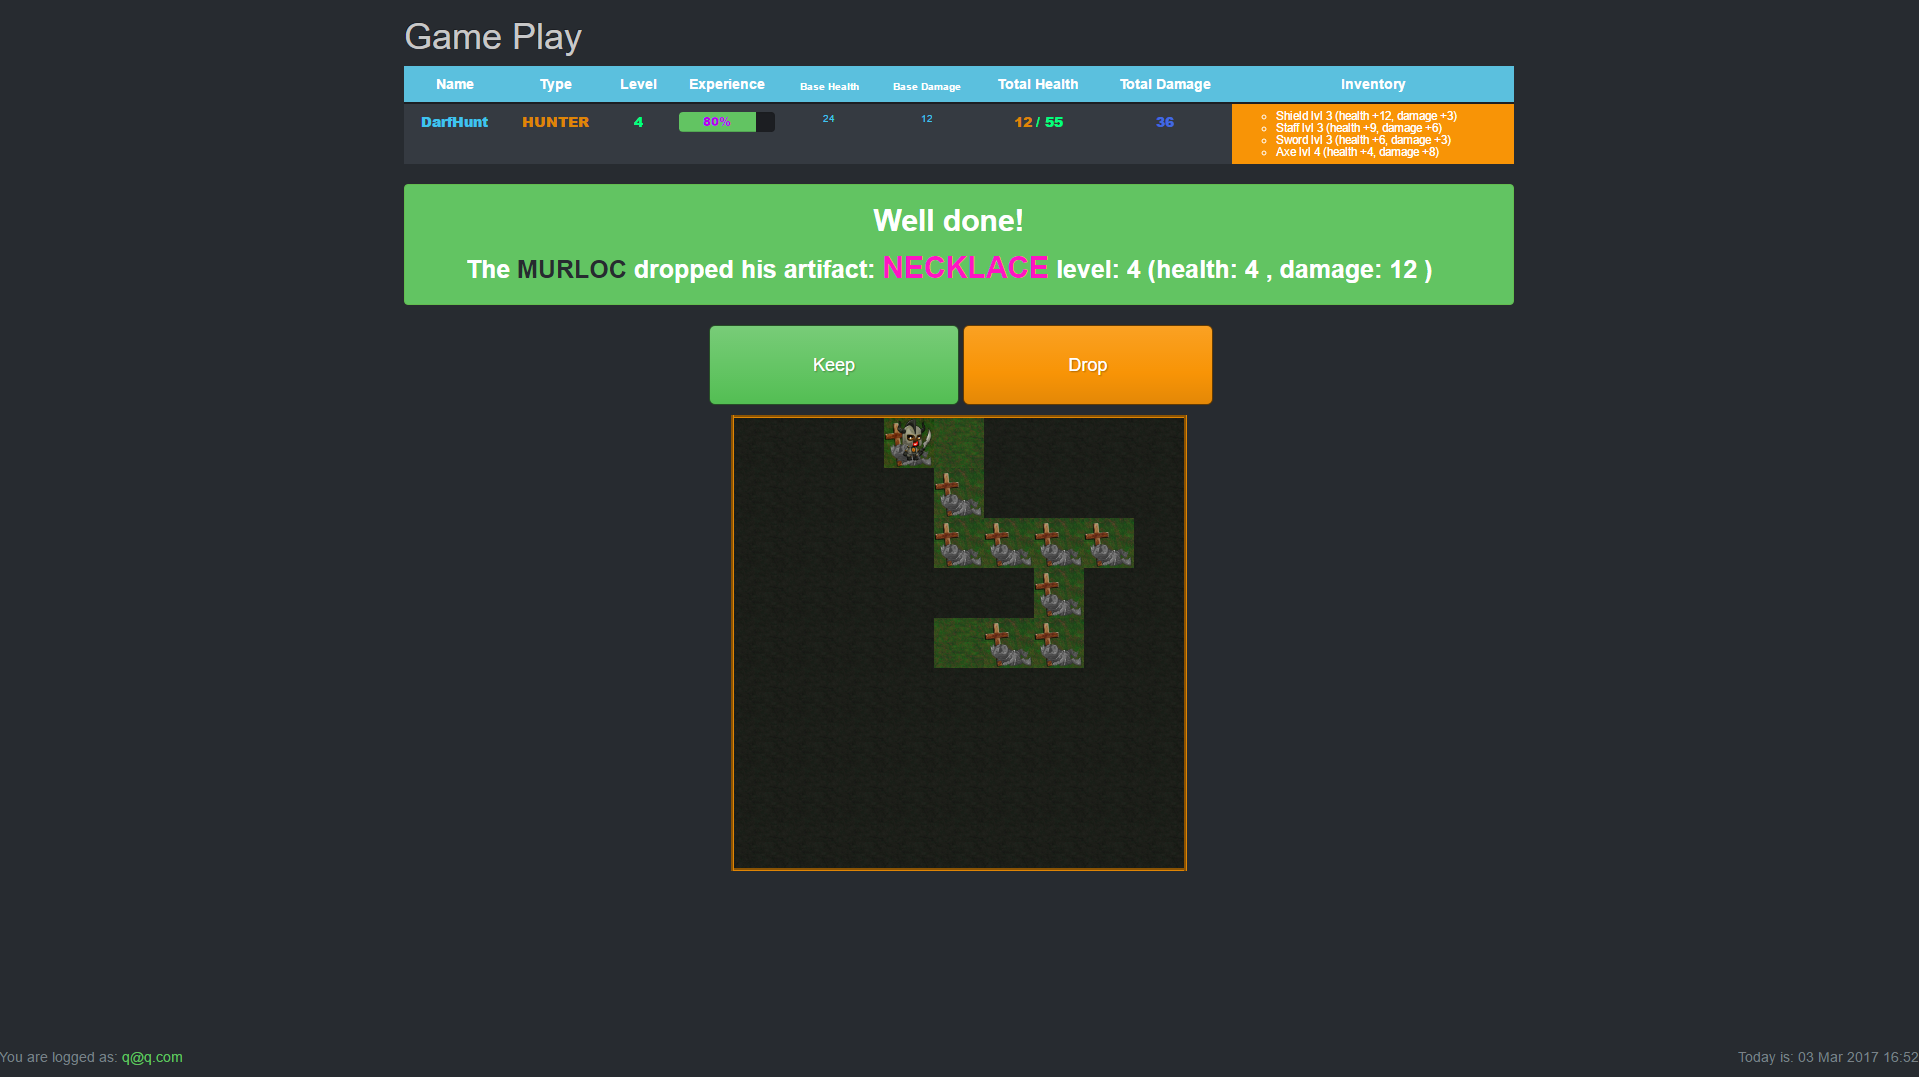 Game Play
Name Type Level Experience Base Health Base Damage Total Health Total Damage Inventory
DarfHunt HUNTER 4 80% 24 12 12 / 55 36
Shield lvl 3 (health +12, damage +3)
Staff lvl 3 (health +9, damage +6)
Sword lvl 3 (health +6, damage +3)
Axe lvl 4 (health +4, damage +8)
Well done!
The MURLOC dropped his artifact: NECKLACE level: 4 (health: 4 , damage: 12 )
Keep Drop
You are logged as: q@q.com Today is: 03 Mar 2017 16:52